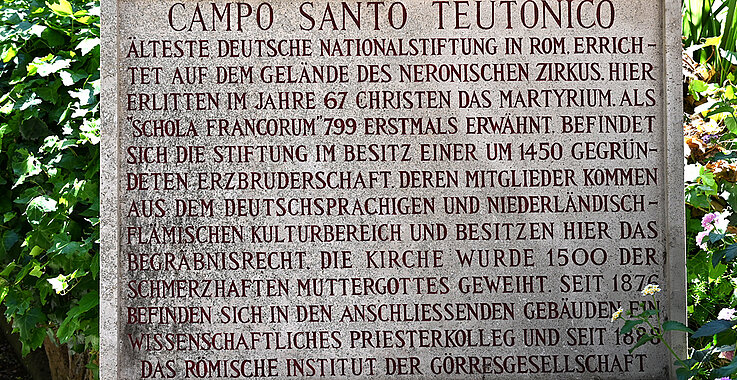 CAMPO SANTO TEUTONICO
ÄLTESTE DEUTSCHE NATIONALSTIFTUNG IN ROM. ERRICH-
TET AUF DEM GELÄNDE DES NERONISCHEN ZIRKUS. HIER
ERLITTEN IM JAHRE 67 CHRISTEN DAS MARTYRIUM. ALS
"SCHOLA FRANCORUM" 799 ERSTMALS ERWÄHNT. BEFINDET
SICH DIE STIFTUNG IM BESITZ EINER UM 1450 GEGRÜN-
DETEN ERZBRUDERSCHAFT. DEREN MITGLIEDER KOMMEN
AUS DEM DEUTSCHSPRACHIGEN UND NIEDERLÄNDISCH-
FLÄMISCHEN KULTURBEREICH UND BESITZEN HIER DAS
BEGRÄBNISRECHT. DIE KIRCHE WURDE 1500 DER
SCHMERZHAFTEN MUTTERGOTTES GEWEIHT. SEIT 1876
BEFINDEN SICH IN DEN ANSCHLIESSENDEN GEBÄUDEN EIN
WISSENSCHAFTLICHES PRIESTERKOLLEG UND SEIT 1888
DAS RÖMISCHE INSTITUT DER GÖRRESGESELLSCHAFT